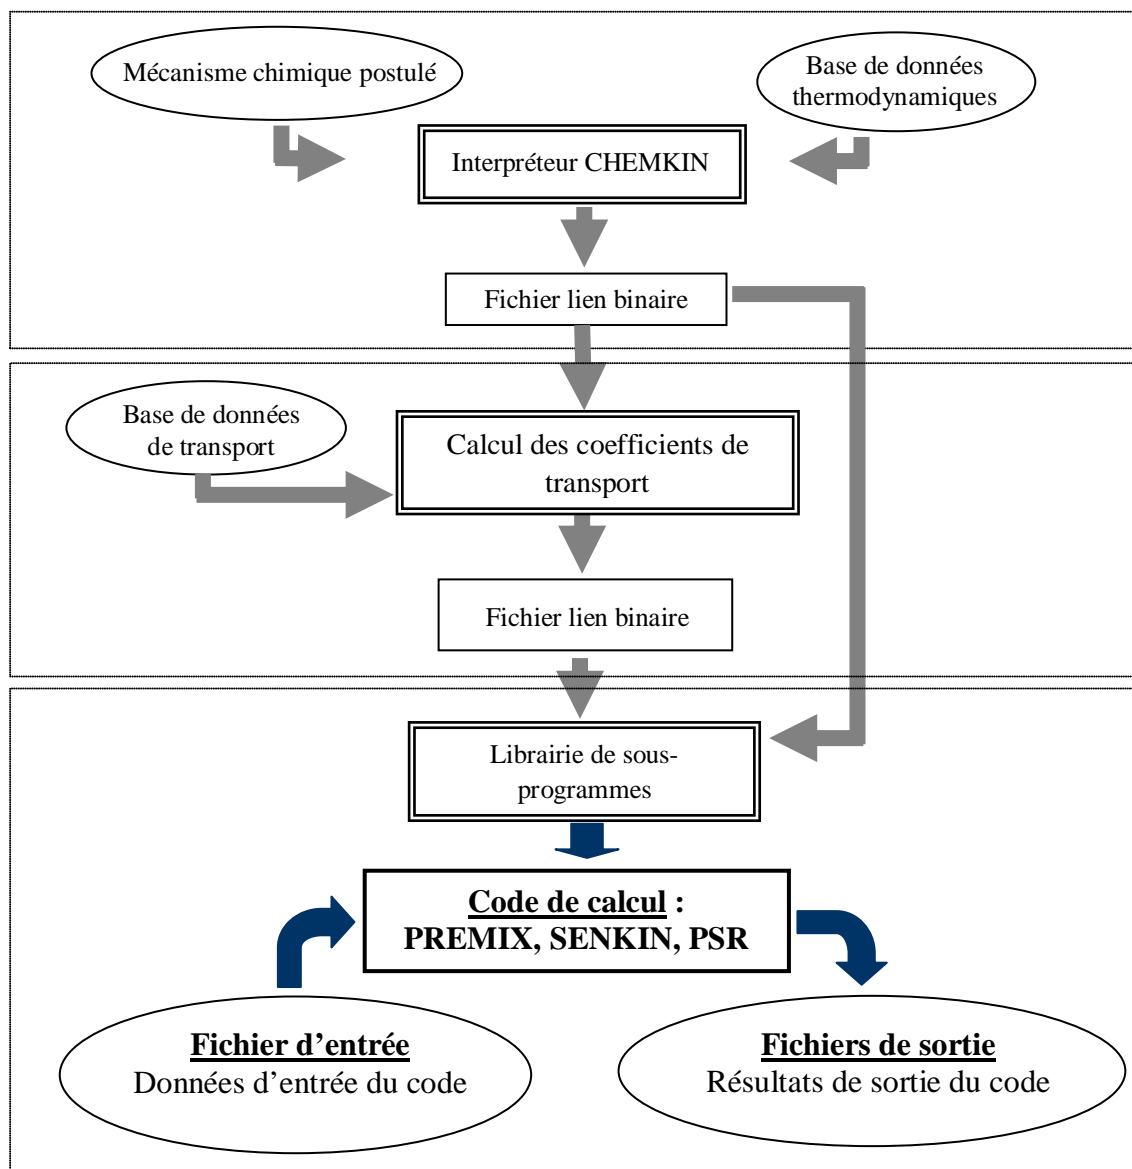 Mécanisme chimique postulé
Base de données
thermodynamiques
Interpréteur CHEMKIN
Fichier lien binaire
Base de données
de transport
Calcul des coefficients de
transport
Fichier lien binaire
Librairie de sous-
programmes
Code de calcul :
PREMIX, SENKIN, PSR
Fichier d’entrée
Données d’entrée du code
Fichiers de sortie
Résultats de sortie du code